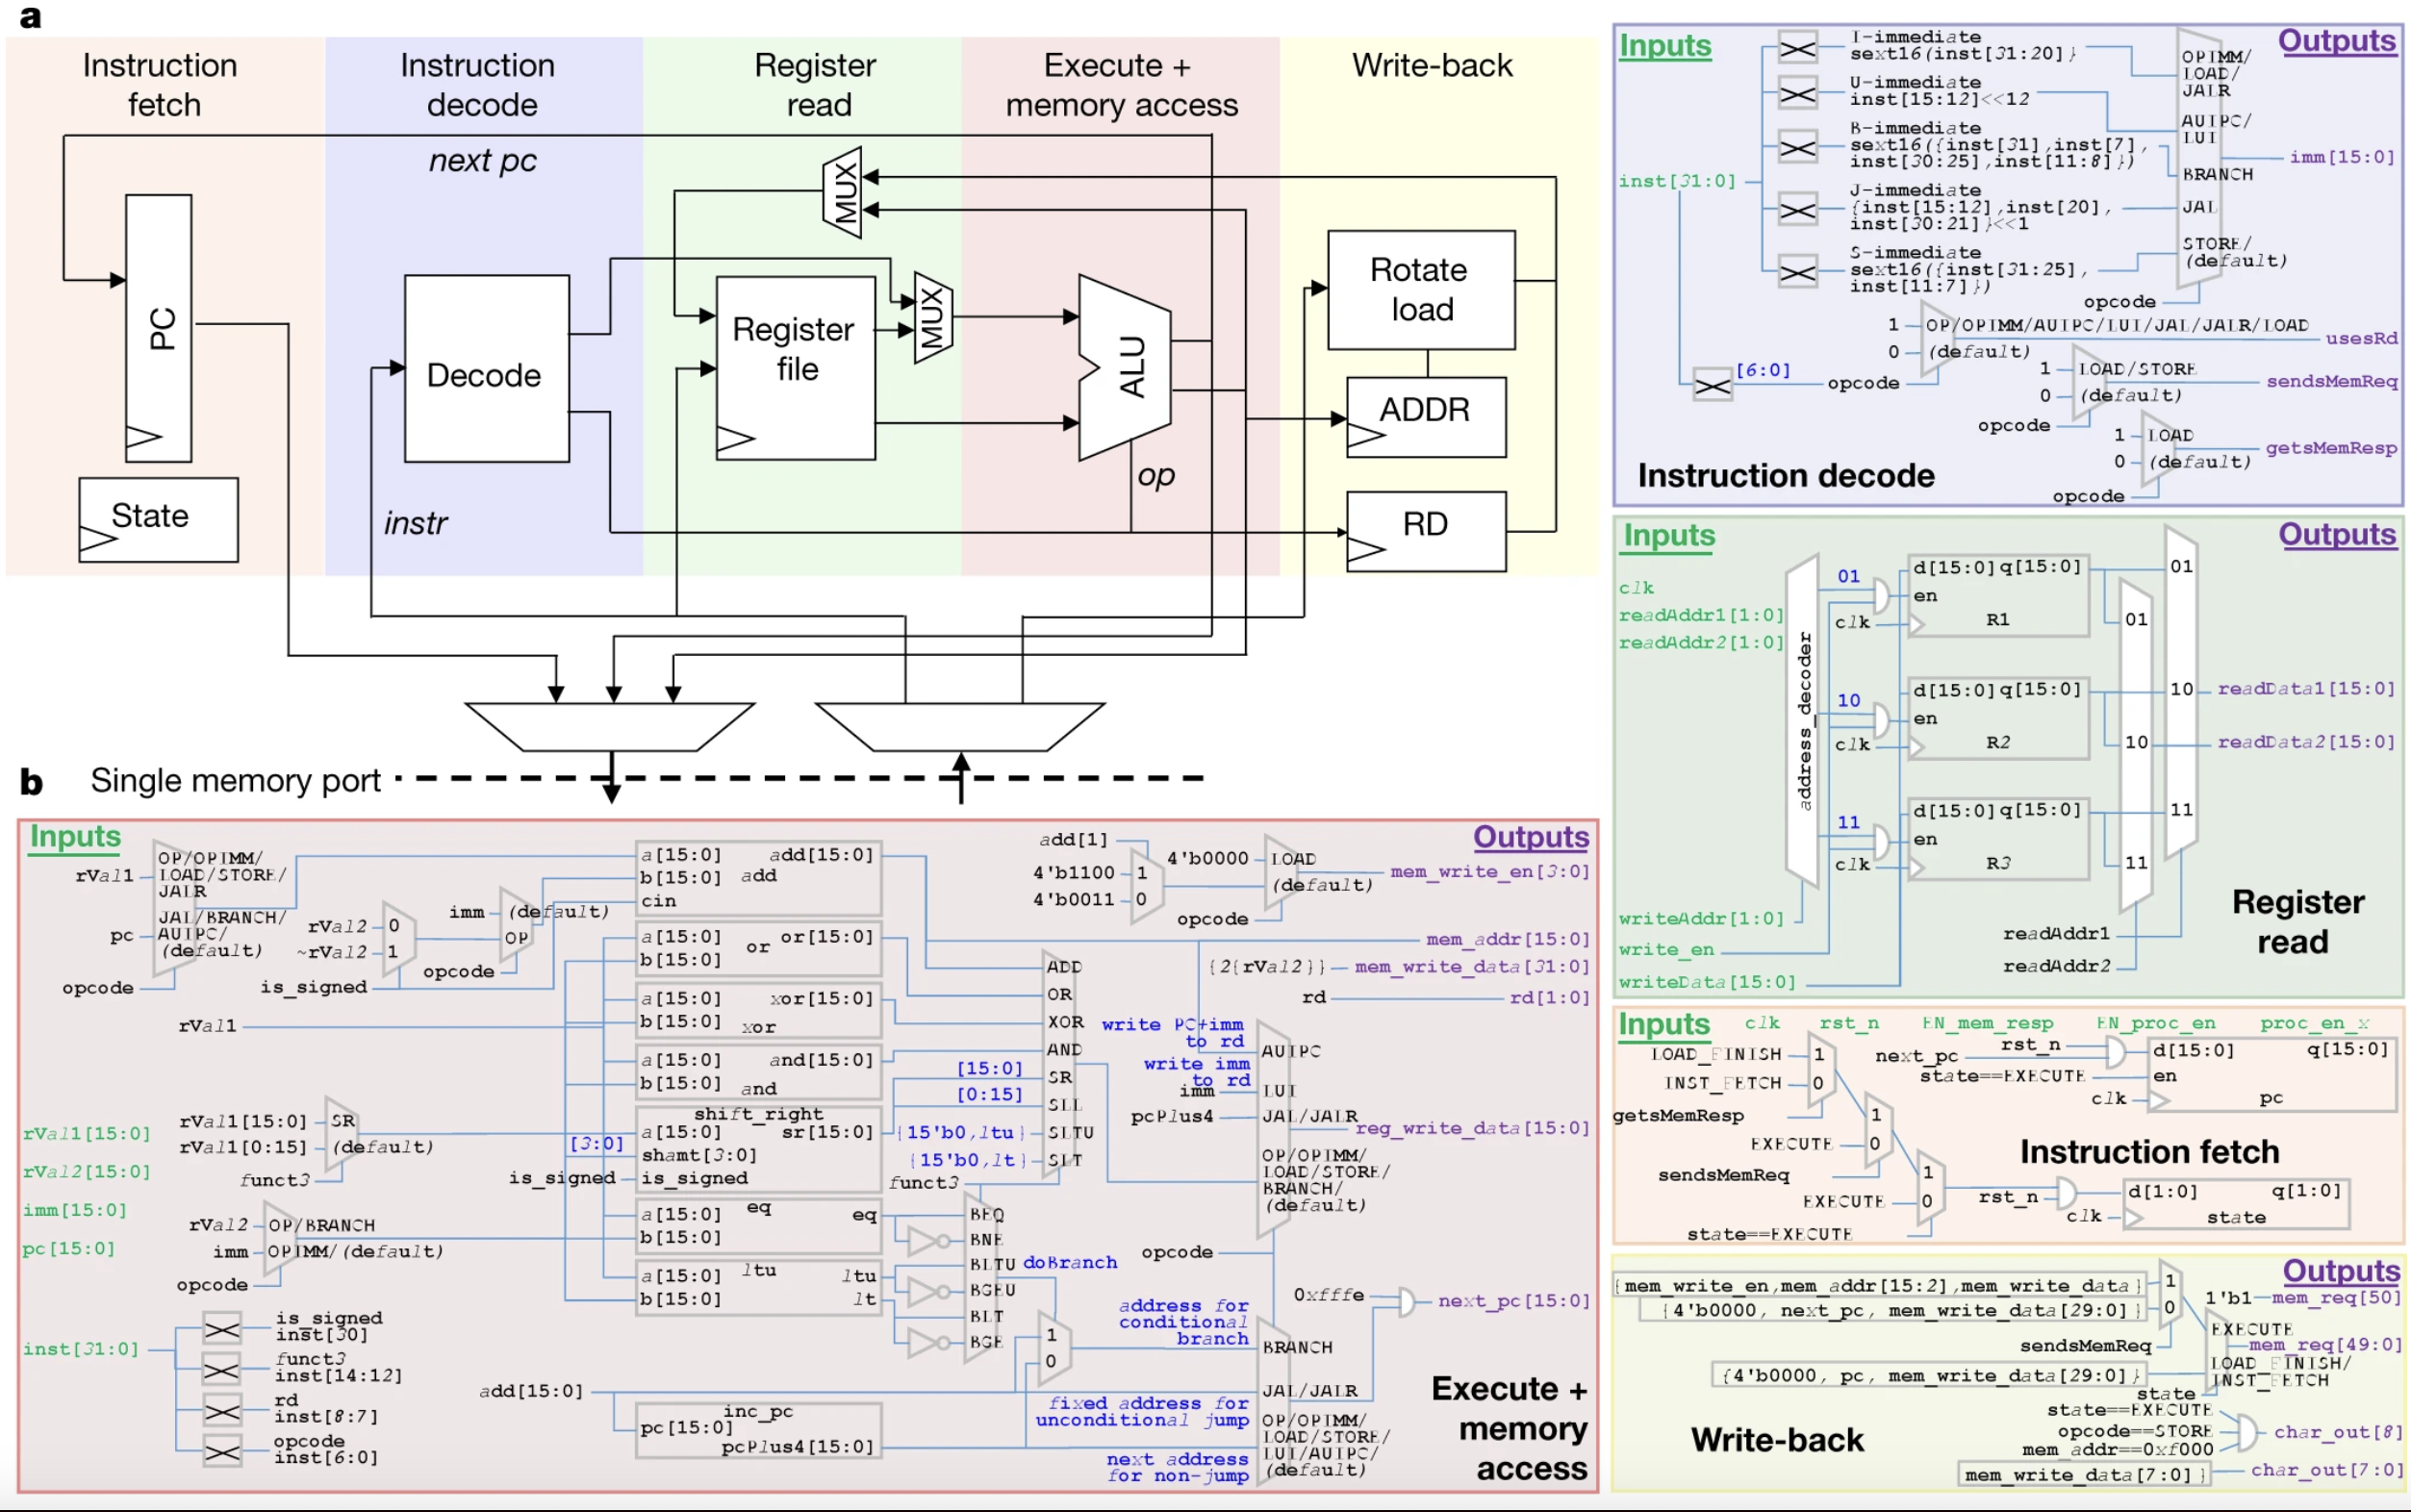 a
Instruction
fetch
Instruction
decode
Register
read
Execute +
memory access
Write-back
next pc
MUX
PC
Decode
Register
file
MUX
ALU
Rotate
load
ADDR
RD
op
instr
State
b
Single memory port
Inputs
Outputs
rVal1
OP/OPIMM/
LOAD/STORE/
JALR
pc
JAL/BRANCH/
AUIPC/
(default)
opcode
rVal2
0
~rVal2
1
is_signed
imm
(default)
OP
opcode
a[15:0]
add[15:0]
b[15:0]
add
cin
a[15:0]
or
or[15:0]
b[15:0]
a[15:0]
xor[15:0]
b[15:0]
xor
a[15:0]
and[15:0]
b[15:0]
and
shift_right
a[15:0]
sr[15:0]
[3:0]
shamt[3:0]
is_signed
is_signed
a[15:0]
eq
eq
b[15:0]
a[15:0]
ltu
ltu
b[15:0]
lt
rVal1
rVal1[15:0]
rVal2[15:0]
imm[15:0]
pc[15:0]
inst[31:0]
rVal1[15:0]
SR
rVal1[0:15]
(default)
funct3
rVal2
OP/BRANCH
imm
OPIMM/(default)
opcode
is_signed
inst[30]
funct3
inst[14:12]
rd
inst[8:7]
opcode
inst[6:0]
add[1]
4'b1100
1
4'b0011
0
4'b0000
LOAD
(default)
opcode
mem_write_en[3:0]
mem_addr[15:0]
{2{rVal2}}
mem_write_data[31:0]
rd
rd[1:0]
ADD
OR
XOR
AND
[15:0]
SR
[0:15]
SLL
{15'b0,ltu}
SLTU
{15'b0,lt}
SLT
funct3
write PC+imm
to rd
AUIPC
write imm
to rd
imm
LUI
pcPlus4
JAL/JALR
reg_write_data[15:0]
OP/OPIMM/
LOAD/STORE/
BRANCH/
(default)
opcode
BEQ
BNE
BLTU
doBranch
BGEU
BLT
BGE
1
0
0xfffe
next_pc[15:0]
address for
conditional
branch
BRANCH
add[15:0]
JAL/JALR
fixed address for
unconditional jump
OP/OPIMM/
LOAD/STORE/
LUI/AUIPC/
(default)
inc_pc
pc[15:0]
pcPlus4[15:0]
next address
for non-jump
Execute +
memory
access
Inputs
Outputs
inst[31:0]
I-immediate
sext16(inst[31:20]}
U-immediate
inst[15:12]<<12
B-immediate
sext16({inst[31],inst[7],
inst[30:25],inst[11:8]})
J-immediate
{inst[15:12],inst[20],
inst[30:21]}<<1
S-immediate
sext16({inst[31:25],
inst[11:7]})
OPIMM/
LOAD/
JALR
AUIPC/
LUI
BRANCH
JAL
STORE/
(default)
opcode
imm[15:0]
1
OP/OPIMM/AUIPC/LUI/JAL/JALR/LOAD
0
(default)
usesRd
[6:0]
opcode
1
LOAD/STORE
0
(default)
sendsMemReq
opcode
1
LOAD
0
(default)
getsMemResp
opcode
Instruction decode
Inputs
Outputs
clk
readAddr1[1:0]
readAddr2[1:0]
address_decoder
01
d[15:0]
q[15:0]
en
clk
R1
10
d[15:0]
q[15:0]
en
clk
R2
11
d[15:0]
q[15:0]
en
clk
R3
01
01
10
10
11
11
readData1[15:0]
readData2[15:0]
writeAddr[1:0]
write_en
writeData[15:0]
readAddr1
readAddr2
Register
read
Inputs
clk
rst_n
EN_mem_resp
EN_proc_en
proc_en_x
LOAD_FINISH
1
INST_FETCH
0
getsMemResp
1
EXECUTE
0
sendsMemReq
1
EXECUTE
0
state==EXECUTE
rst_n
next_pc
state==EXECUTE
clk
d[15:0]
q[15:0]
en
pc
Instruction fetch
rst_n
clk
d[1:0]
q[1:0]
state
Outputs
{mem_write_en,mem_addr[15:2],mem_write_data}
1
{4'b0000, next_pc, mem_write_data[29:0]}
0
sendsMemReq
1'b1
mem_req[50]
EXECUTE
mem_req[49:0]
LOAD_FINISH/
INST_FETCH
{4'b0000, pc, mem_write_data[29:0]}
state
state==EXECUTE
opcode==STORE
mem_addr==0xf000
char_out[8]
mem_write_data[7:0]}
char_out[7:0]
Write-back